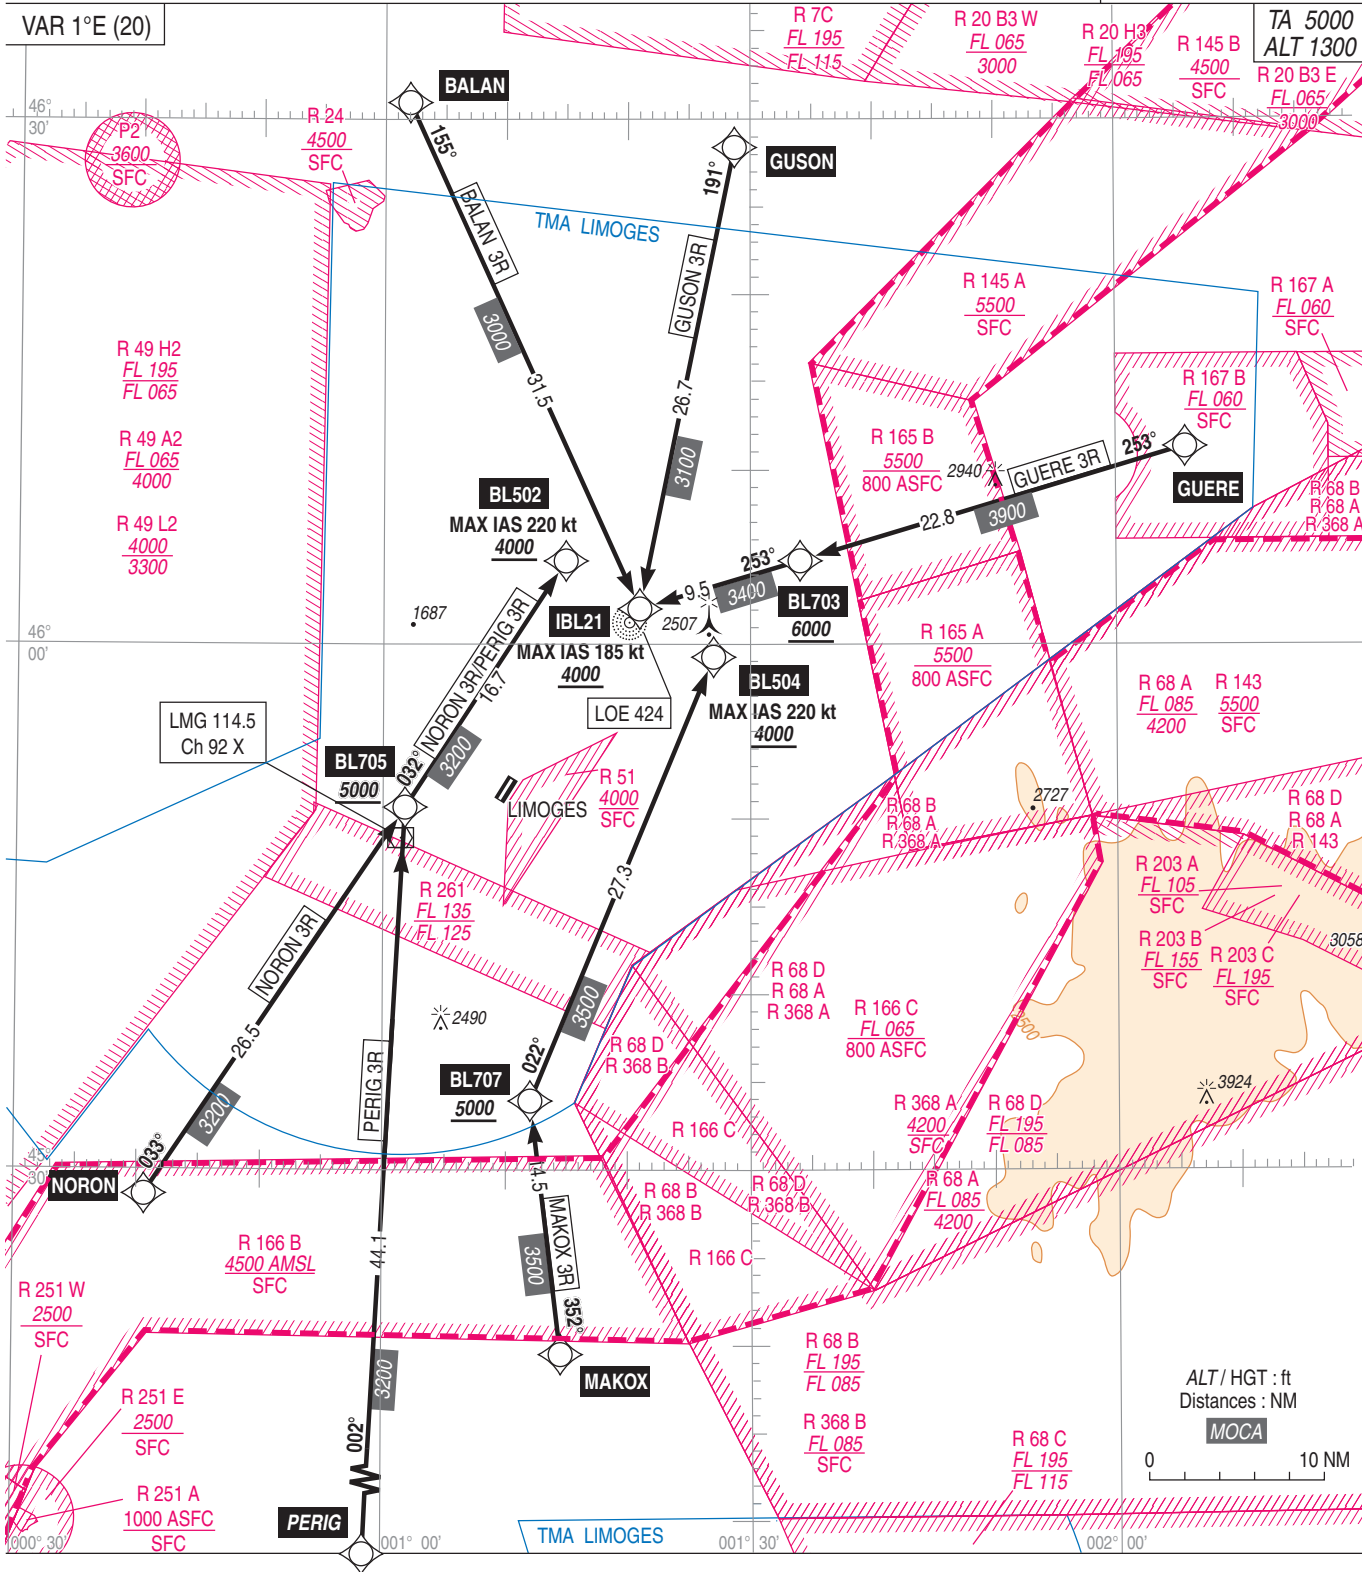 VAR 1°E (20)
TA 5000
ALT 1300
R 7C
FL 195
FL 115
R 20 B3 W
FL 065
3000
R 20 H3
FL 195
FL 065
R 145 B
4500
SFC
R 20 B3 E
FL 065
3000
46°
30'
P2
3600
SFC
R 24
4500
SFC
BALAN
155°
BALAN 3R
3000
31.5
GUSON
191°
GUSON 3R
26.7
3100
TMA LIMOGES
R 145 A
5500
SFC
R 167 A
FL 060
SFC
R 49 H2
FL 195
FL 065
R 49 A2
FL 065
4000
R 49 L2
4000
3300
R 167 B
FL 060
SFC
R 165 B
5500
800 ASFC
2940
GUERE 3R
253°
GUERE
22.8
3900
R 68 B
R 68 A
R 368 A
BL502
MAX IAS 220 kt
4000
253°
9.5
3400
BL703
6000
IBL21
MAX IAS 185 kt
4000
2507
1687
46°
00'
R 165 A
5500
800 ASFC
BL504
MAX IAS 220 kt
4000
LOE 424
NORON 3R/PERIG 3R
16.7
3200
032°
LMG 114.5
Ch 92 X
BL705
5000
R 68 A
FL 085
4200
R 143
5500
SFC
LIMOGES
R 51
4000
SFC
2727
R 68 B
R 68 A
R 368 A
R 68 D
R 68 A
R 143
R 203 A
FL 105
SFC
R 203 B
FL 155
SFC
R 203 C
FL 195
SFC
3058
R 261
FL 135
FL 125
27.3
NORON 3R
26.5
3200
033°
NORON
2490
3500
022°
BL707
5000
R 68 D
R 68 A
R 368 A
R 166 C
FL 065
800 ASFC
R 68 D
R 368 B
3924
PERIG 3R
R 166 C
R 368 A
4200
SFC
R 68 D
FL 195
FL 085
45°
30'
R 68 B
R 368 B
R 68 D
R 368 B
R 68 A
FL 085
4200
14.5
MAKOX 3R
3500
352°
MAKOX
R 166 B
4500 AMSL
SFC
44.1
3200
002°
PERIG
R 166 C
R 251 W
2500
SFC
R 251 E
2500
SFC
R 251 A
1000 ASFC
SFC
R 68 B
FL 195
FL 085
R 368 B
FL 085
SFC
R 68 C
FL 195
FL 115
ALT / HGT : ft
Distances : NM
MOCA
0 10 NM
000° 30'
001° 00'
001° 30'
002° 00'
TMA LIMOGES